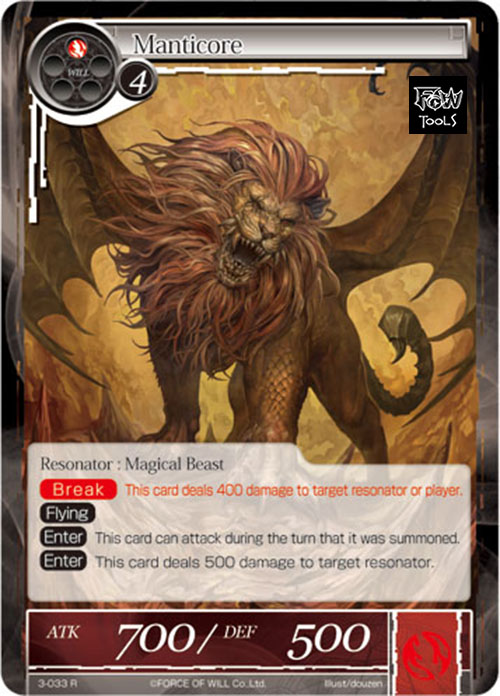 Manticore
WILL
4
FOW
TOOLS
Resonator : Magical Beast
Break This card deals 400 damage to target resonator or player.
Flying
Enter This card can attack during the turn that it was summoned.
Enter This card deals 500 damage to target resonator.
ATK 700/ DEF 500
3-033 R ©FORCE OF WILL Co.,Ltd. Illust/douzen